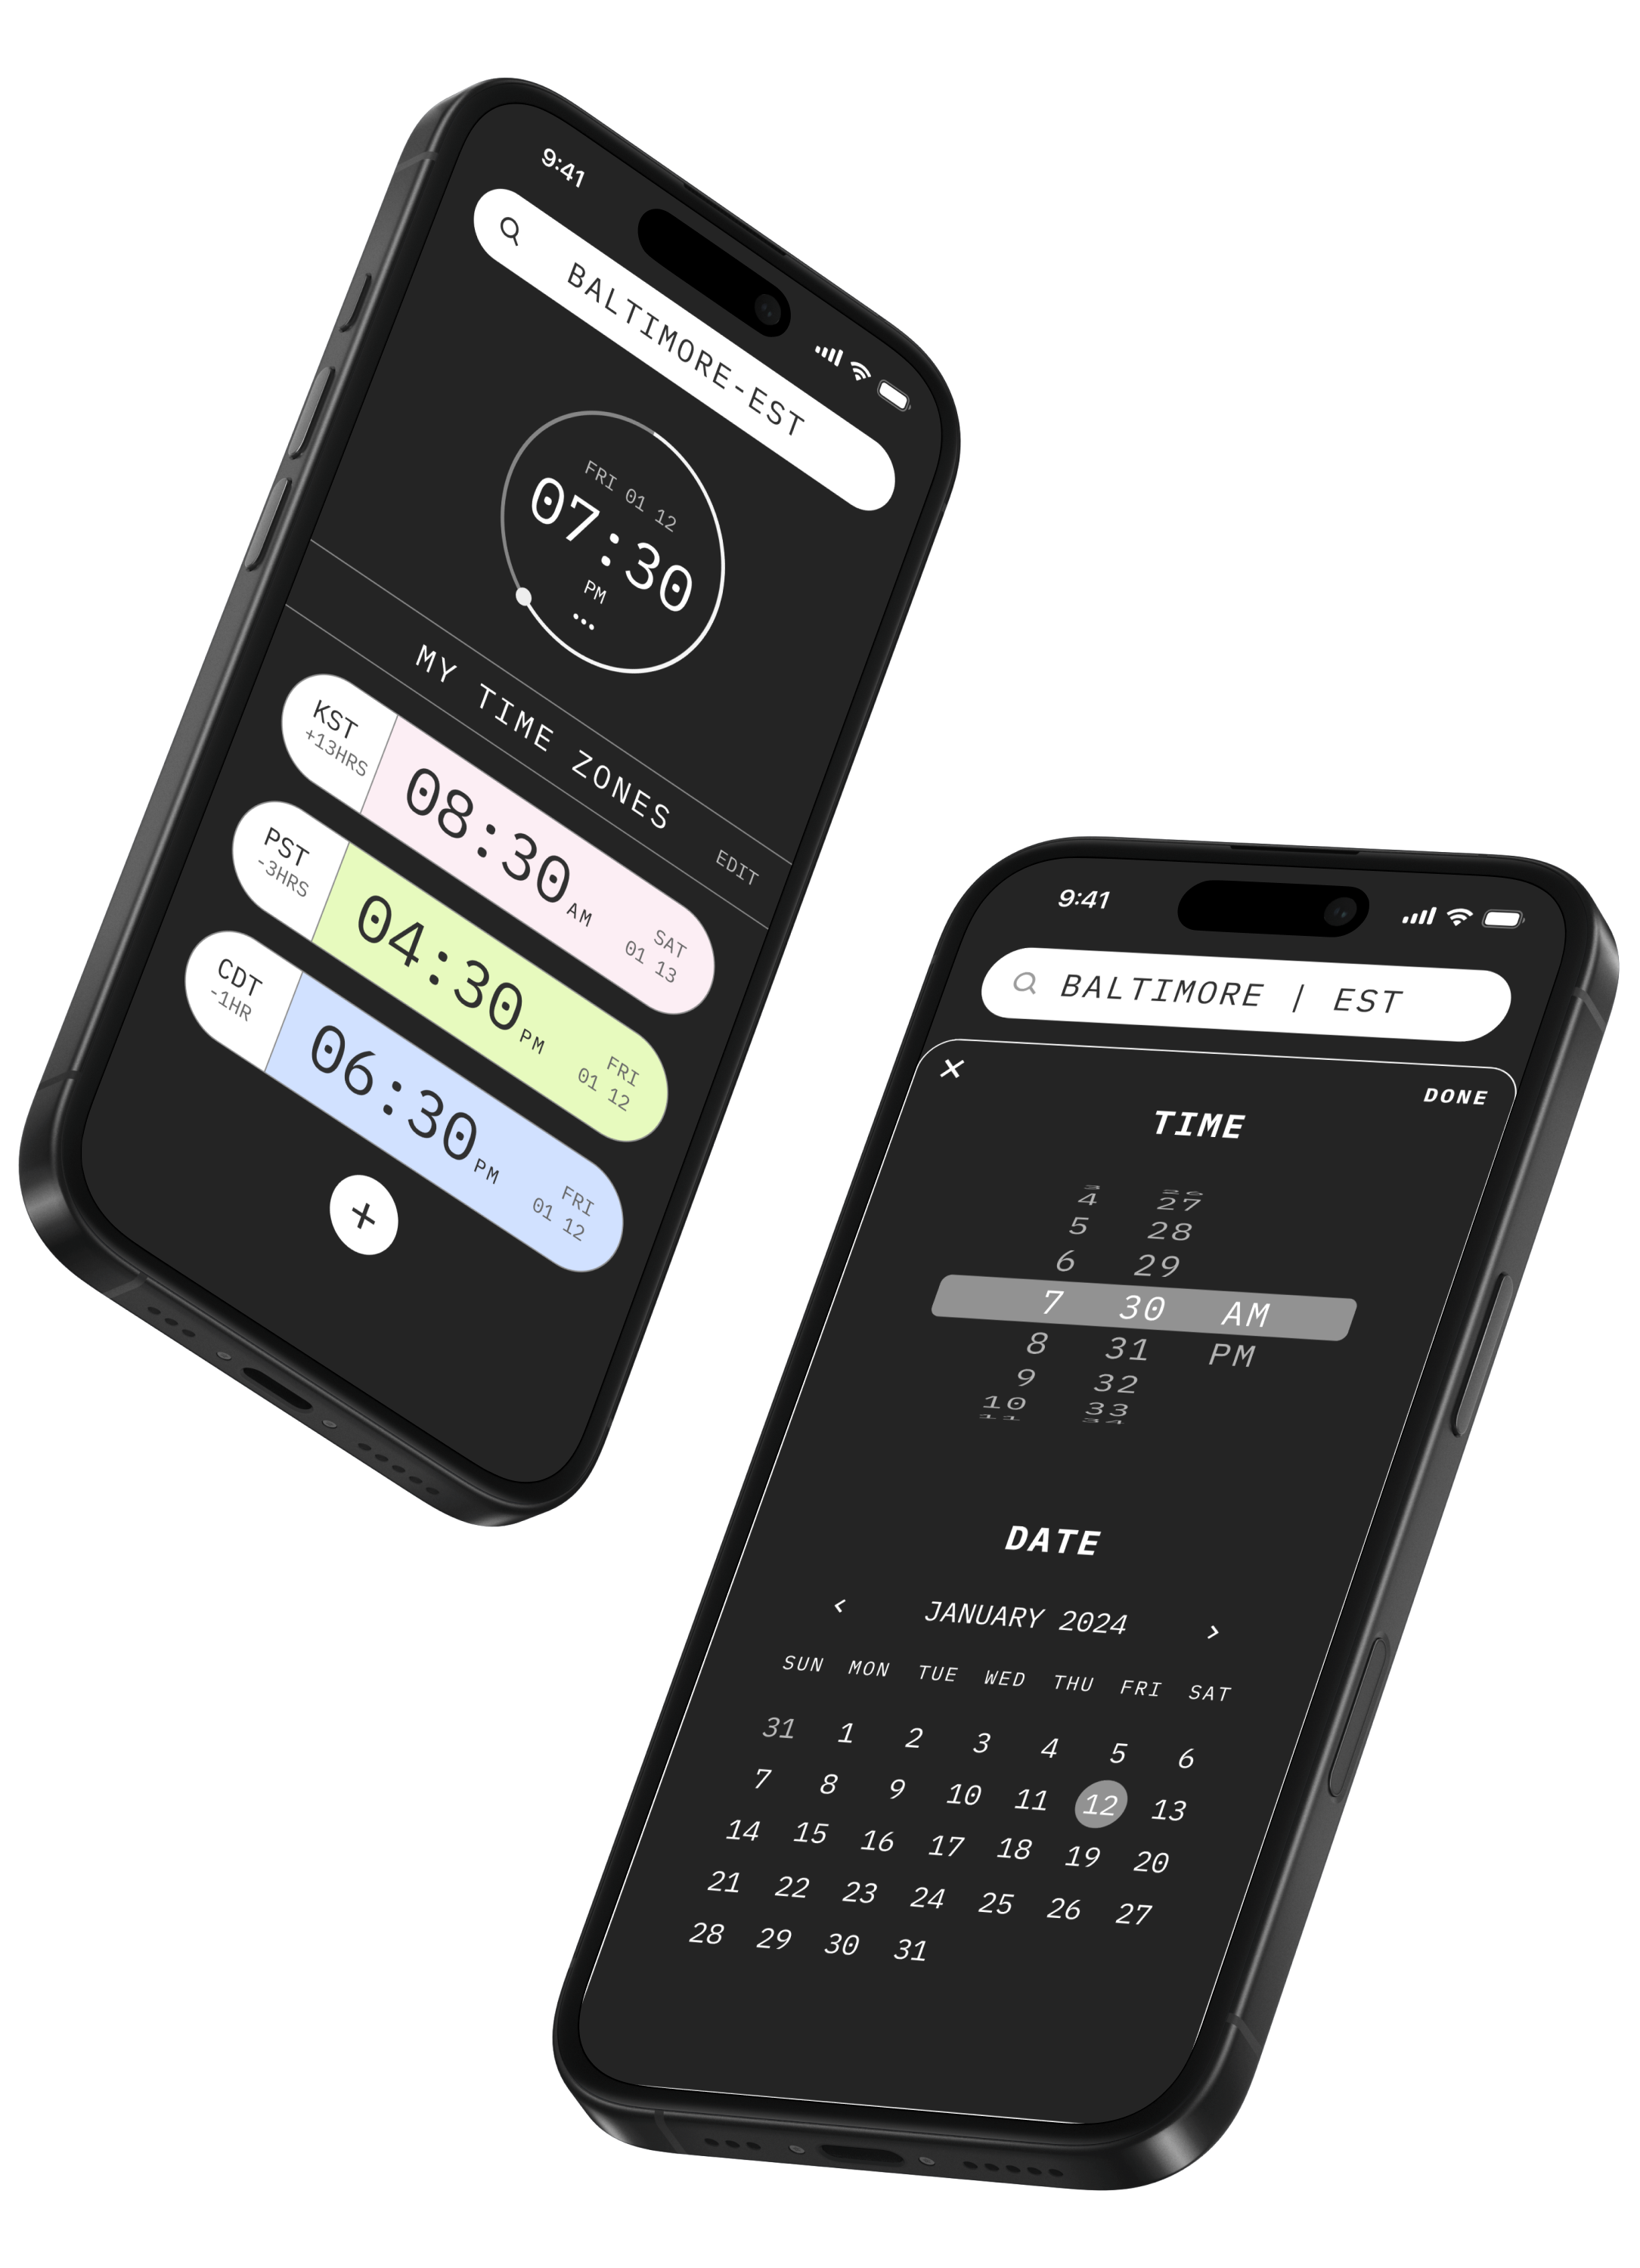 9:41
BALTIMORE-EST
FRI 01 12
07:30
PM
MY TIME ZONES
EDIT
KST
+13HRS
08:30 AM
SAT
01 13
PST
-3HRS
04:30 PM
FRI
01 12
CDT
-1HR
06:30 PM
FRI
01 12
+
9:41
BALTIMORE | EST
DONE
TIME
3 26
4 27
5 28
6 29
7 30 AM
8 31 PM
9 32
10 33
11 34
DATE
< JANUARY 2024 >
SUN MON TUE WED THU FRI SAT
31 1 2 3 4 5 6
7 8 9 10 11 12 13
14 15 16 17 18 19 20
21 22 23 24 25 26 27
28 29 30 31